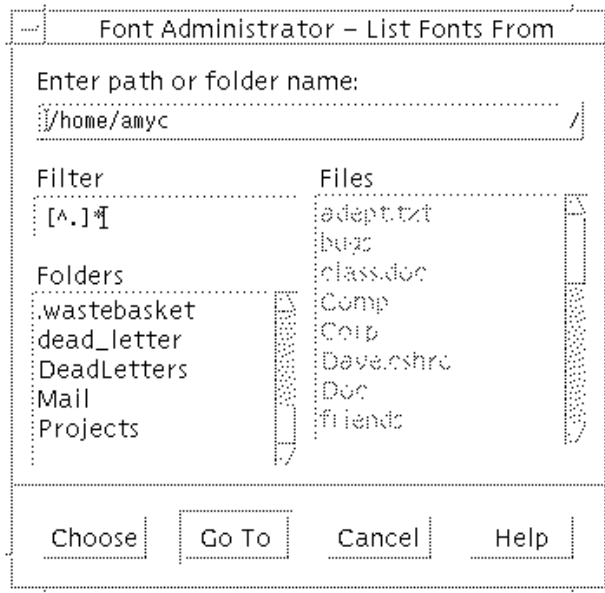 Font Administrator – List Fonts From
Enter path or folder name:
/home/amyc /
Filter
[^.]*
Folders
.wastebasket
dead_letter
DeadLetters
Mail
Projects
Files
adept.txt
bugs
class.doc
Comp
Corp
Dave.cshrc
Doc
friends
Choose
Go To
Cancel
Help